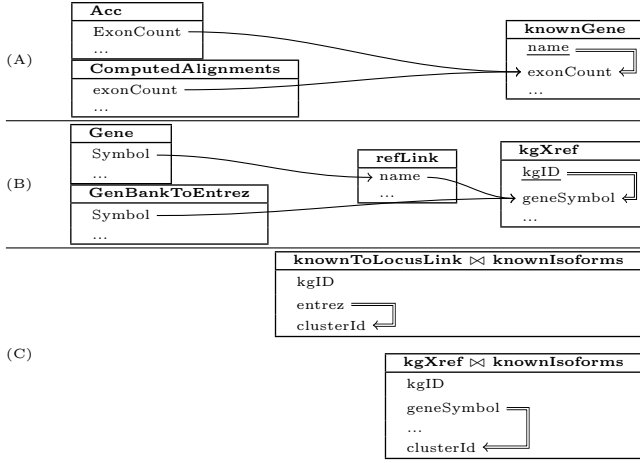 (A)
Acc
ExonCount
...
ComputedAlignments
exonCount
...
knownGene
name
exonCount
...
(B)
Gene
Symbol
...
GenBankToEntrez
Symbol
...
refLink
name
...
kgXref
kgID
geneSymbol
...
(C)
knownToLocusLink ⋈ knownIsoforms
kgID
entrez
clusterId
kgXref ⋈ knownIsoforms
kgID
geneSymbol
...
clusterId